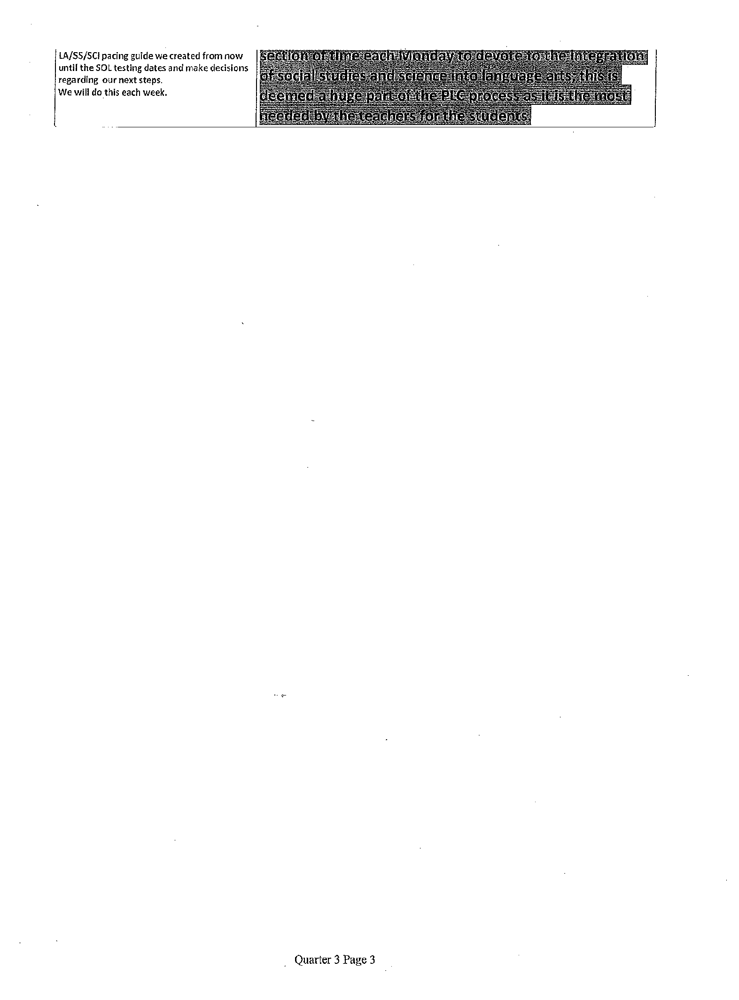 LA/SS/SCI pacing guide we created from now
until the SOL testing dates and make decisions
regarding our next steps.
We will do this each week.
section of time each Monday to devote to the integration
of social studies and science into language arts, this is
deemed a huge part of the PLC process as it is the most
needed by the teachers for the students
Quarter 3 Page 3